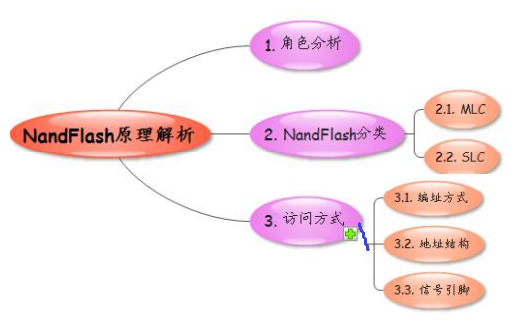 NandFlash原理解析
1. 角色分析
2. NandFlash分类
2.1. MLC
2.2. SLC
3. 访问方式
3.1. 编址方式
3.2. 地址结构
3.3. 信号引脚